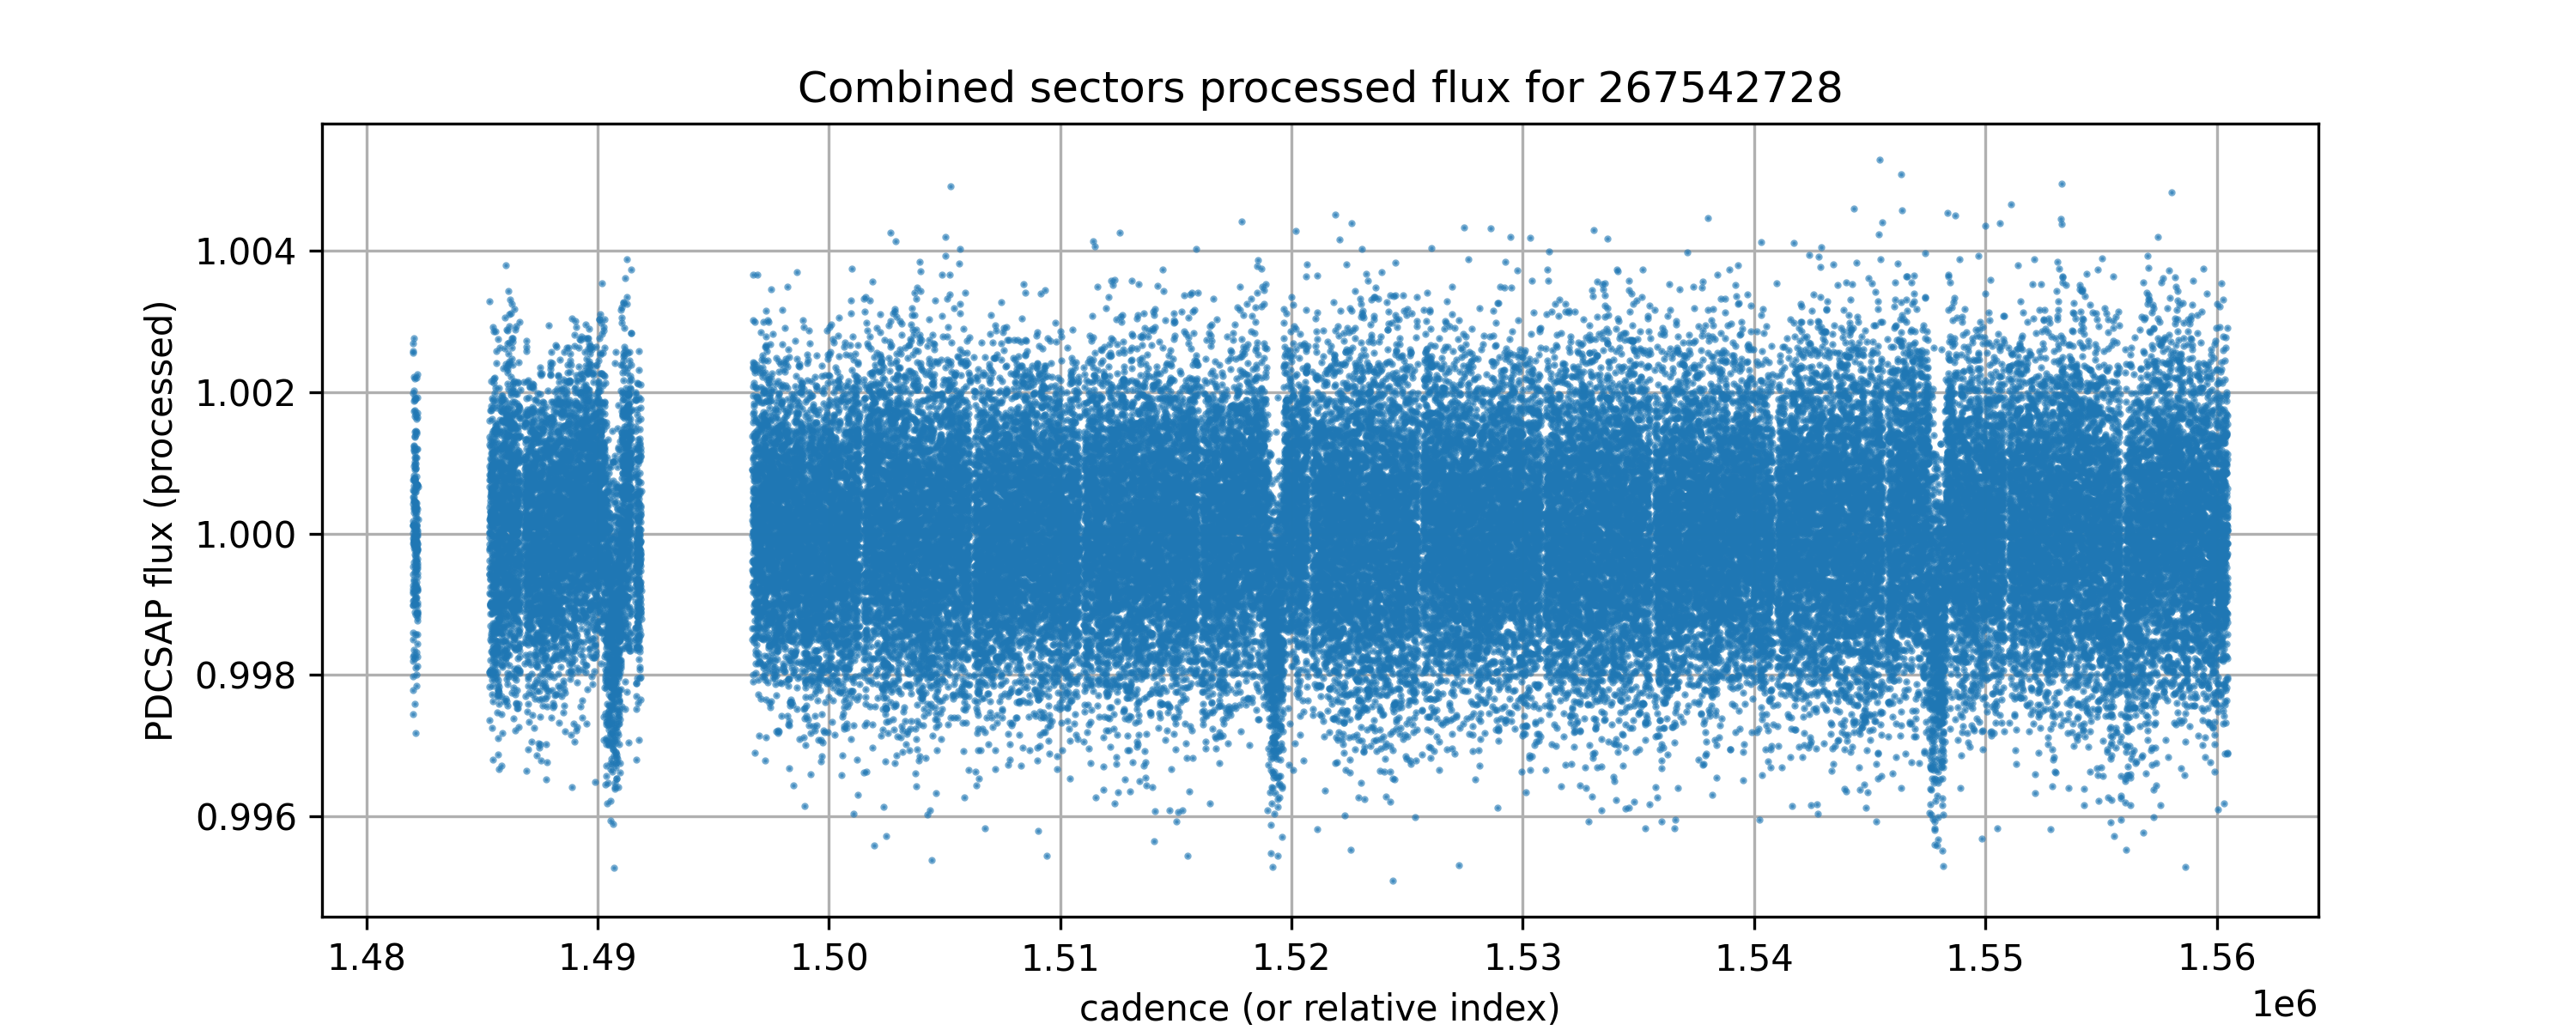 Combined sectors processed flux for 267542728
PDCSAP flux (processed)
1.004
1.002
1.000
0.998
0.996
1.48 1.49 1.50 1.51 1.52 1.53 1.54 1.55 1.56
1e6
cadence (or relative index)